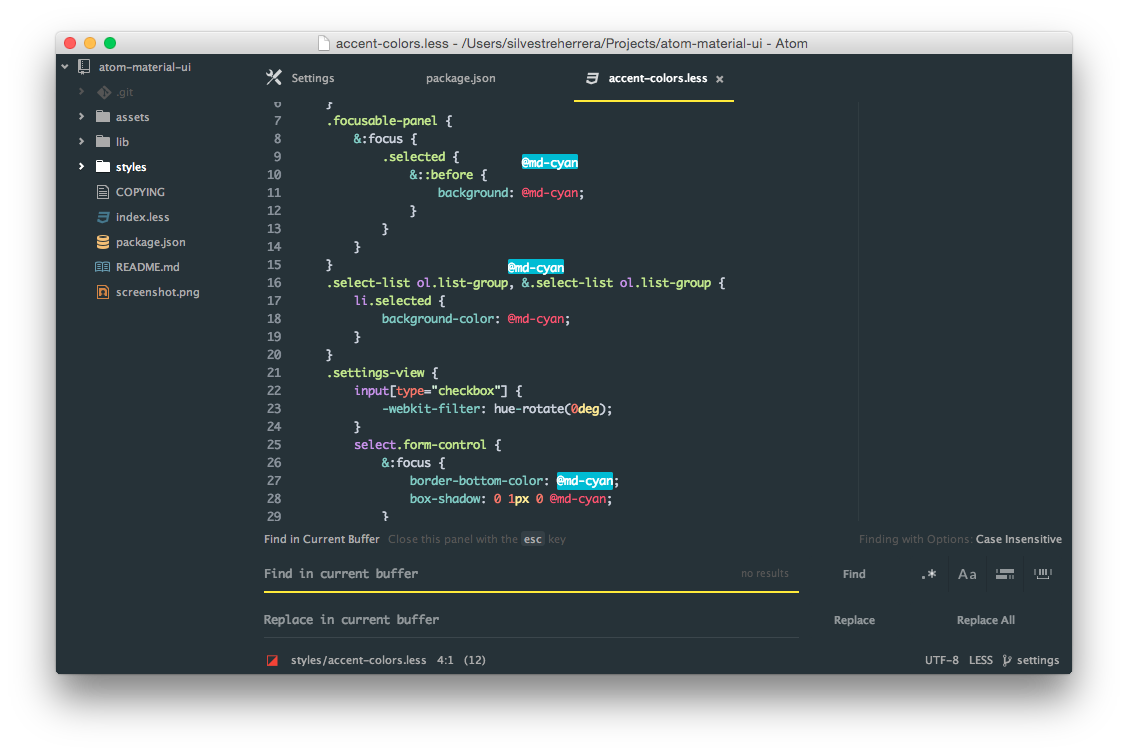 accent-colors.less - /Users/silvestreherrera/Projects/atom-material-ui - Atom
atom-material-ui
.git
assets
lib
styles
COPYING
index.less
package.json
README.md
screenshot.png
Settings
package.json
accent-colors.less ×
6 }
7 .focusable-panel {
8 &:focus {
9 .selected {
@md-cyan
10 &::before {
11 background: @md-cyan;
12 }
13 }
14 }
15 }
@md-cyan
16 .select-list ol.list-group, &.select-list ol.list-group {
17 li.selected {
18 background-color: @md-cyan;
19 }
20 }
21 .settings-view {
22 input[type="checkbox"] {
23 -webkit-filter: hue-rotate(0deg);
24 }
25 select.form-control {
26 &:focus {
27 border-bottom-color: @md-cyan;
28 box-shadow: 0 1px 0 @md-cyan;
29 }
Find in Current Buffer Close this panel with the esc key
Finding with Options: Case Insensitive
Find in current buffer
no results
Find
.* Aa
Replace in current buffer
Replace
Replace All
styles/accent-colors.less 4:1 (12)
UTF-8 LESS settings